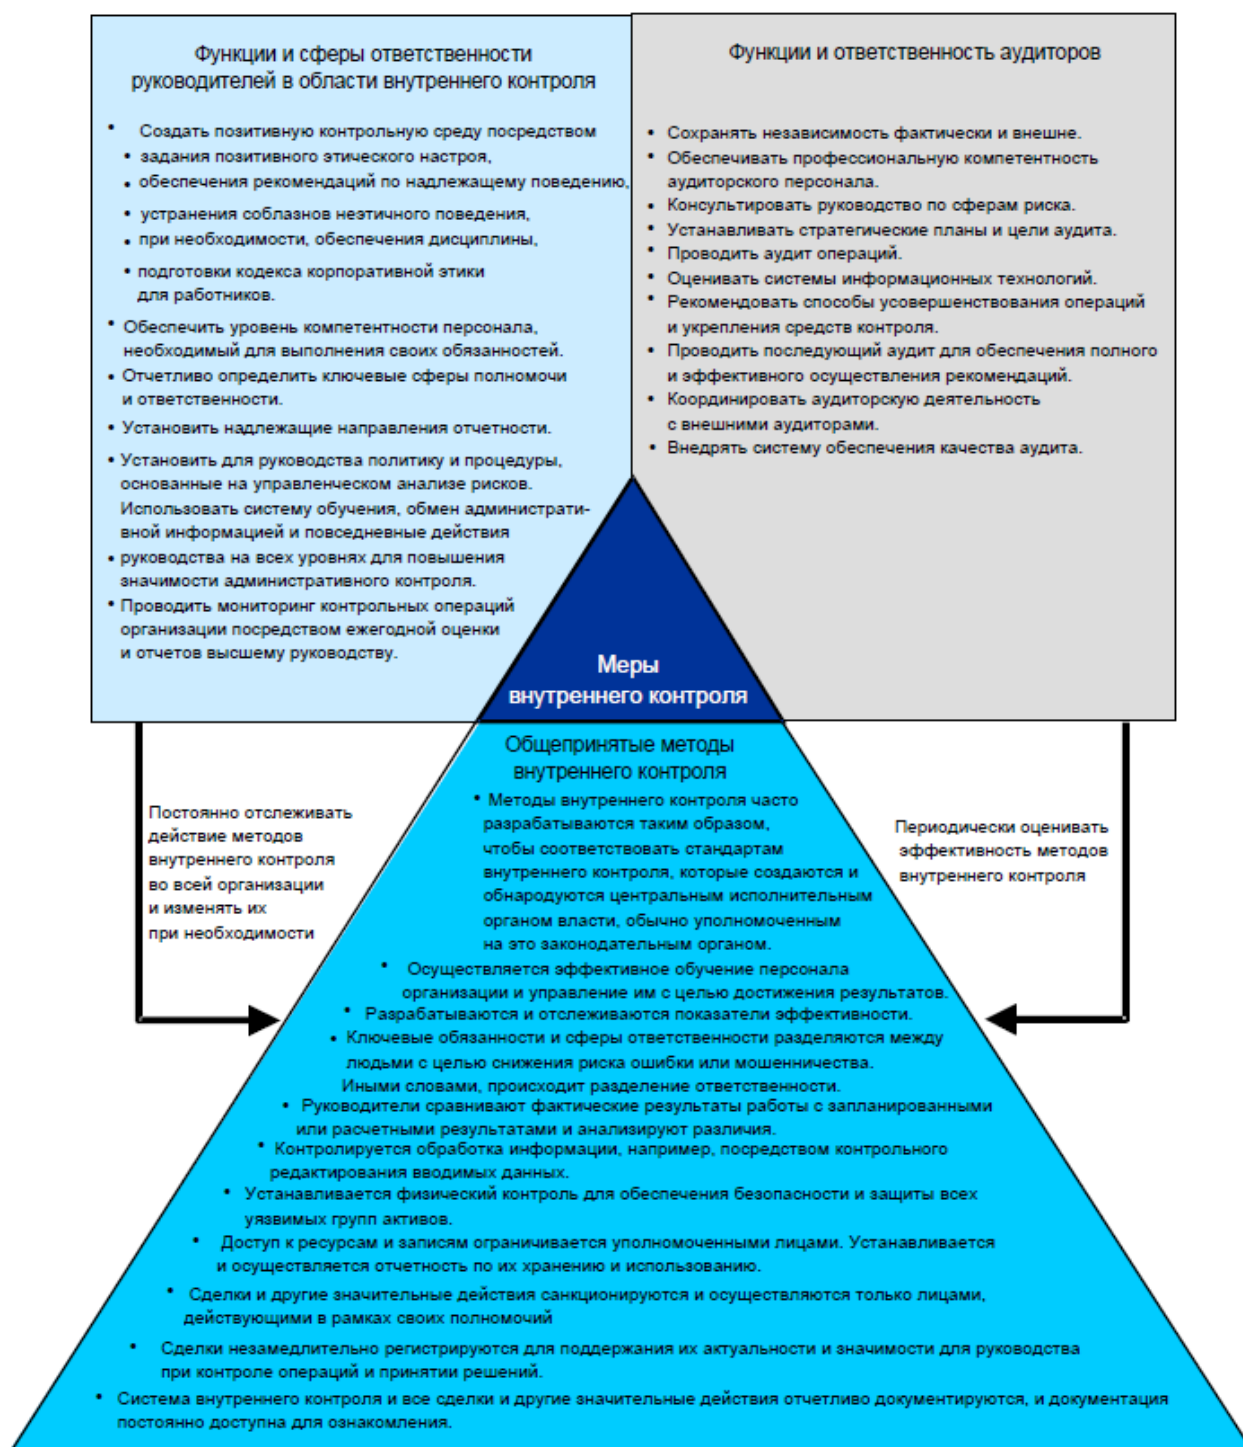 Функции и сферы ответственности
руководителей в области внутреннего контроля
• Создать позитивную контрольную среду посредством
• задания позитивного этического настроя,
• обеспечения рекомендаций по надлежащему поведению,
• устранения соблазнов неэтичного поведения,
• при необходимости, обеспечения дисциплины,
• подготовки кодекса корпоративной этики
для работников.
• Обеспечить уровень компетентности персонала,
необходимый для выполнения своих обязанностей.
• Отчетливо определить ключевые сферы полномочи
и ответственности.
• Установить надлежащие направления отчетности.
• Установить для руководства политику и процедуры,
основанные на управленческом анализе рисков.
Использовать систему обучения, обмен административ-
ной информацией и повседневные действия
• руководства на всех уровнях для повышения
значимости административного контроля.
• Проводить мониторинг контрольных операций
организации посредством ежегодной оценки
и отчетов высшему руководству.
Функции и ответственность аудиторов
• Сохранять независимость фактически и внешне.
• Обеспечивать профессиональную компетентность
аудиторского персонала.
• Консультировать руководство по сферам риска.
• Устанавливать стратегические планы и цели аудита.
• Проводить аудит операций.
• Оценивать системы информационных технологий.
• Рекомендовать способы усовершенствования операций
и укрепления средств контроля.
• Проводить последующий аудит для обеспечения полного
и эффективного осуществления рекомендаций.
• Координировать аудиторскую деятельность
с внешними аудиторами.
• Внедрять систему обеспечения качества аудита.
Меры
внутреннего контроля
Постоянно отслеживать
действие методов
внутреннего контроля
во всей организации
и изменять их
при необходимости
Периодически оценивать
эффективность методов
внутреннего контроля
Общепринятые методы
внутреннего контроля
• Методы внутреннего контроля часто
разрабатываются таким образом,
чтобы соответствовать стандартам
внутреннего контроля, которые создаются и
обнародуются центральным исполнительным
органом власти, обычно уполномоченным
на это законодательным органом.
• Осуществляется эффективное обучение персонала
организации и управление им с целью достижения результатов.
• Разрабатываются и отслеживаются показатели эффективности.
• Ключевые обязанности и сферы ответственности разделяются между
людьми с целью снижения риска ошибки или мошенничества.
Иными словами, происходит разделение ответственности.
• Руководители сравнивают фактические результаты работы с запланированными
или расчетными результатами и анализируют различия.
• Контролируется обработка информации, например, посредством контрольного
редактирования вводимых данных.
• Устанавливается физический контроль для обеспечения безопасности и защиты всех
уязвимых групп активов.
• Доступ к ресурсам и записям ограничивается уполномоченными лицами. Устанавливается
и осуществляется отчетность по их хранению и использованию.
• Сделки и другие значительные действия санкционируются и осуществляются только лицами,
действующими в рамках своих полномочий
• Сделки незамедлительно регистрируются для поддержания их актуальности и значимости для руководства
при контроле операций и принятии решений.
• Система внутреннего контроля и все сделки и другие значительные действия отчетливо документируются, и документация
постоянно доступна для ознакомления.